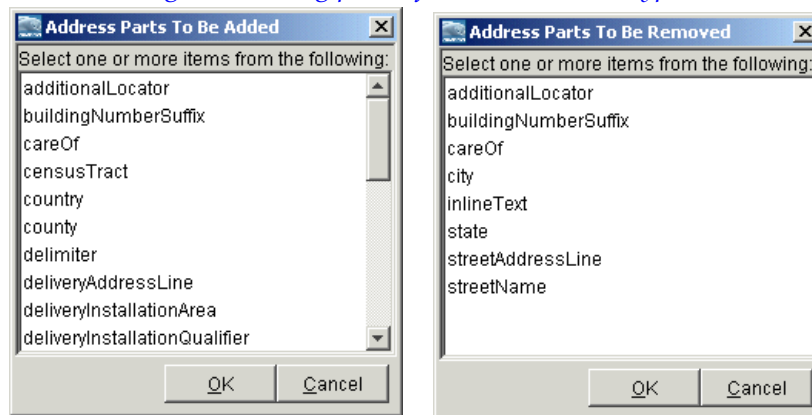 Address Parts To Be Added
Select one or more items from the following:
additionalLocator
buildingNumberSuffix
careOf
censusTract
country
county
delimiter
deliveryAddressLine
deliveryInstallationArea
deliveryInstallationQualifier
OK Cancel
Address Parts To Be Removed
Select one or more items from the following:
additionalLocator
buildingNumberSuffix
careOf
city
inlineText
state
streetAddressLine
streetName
OK Cancel